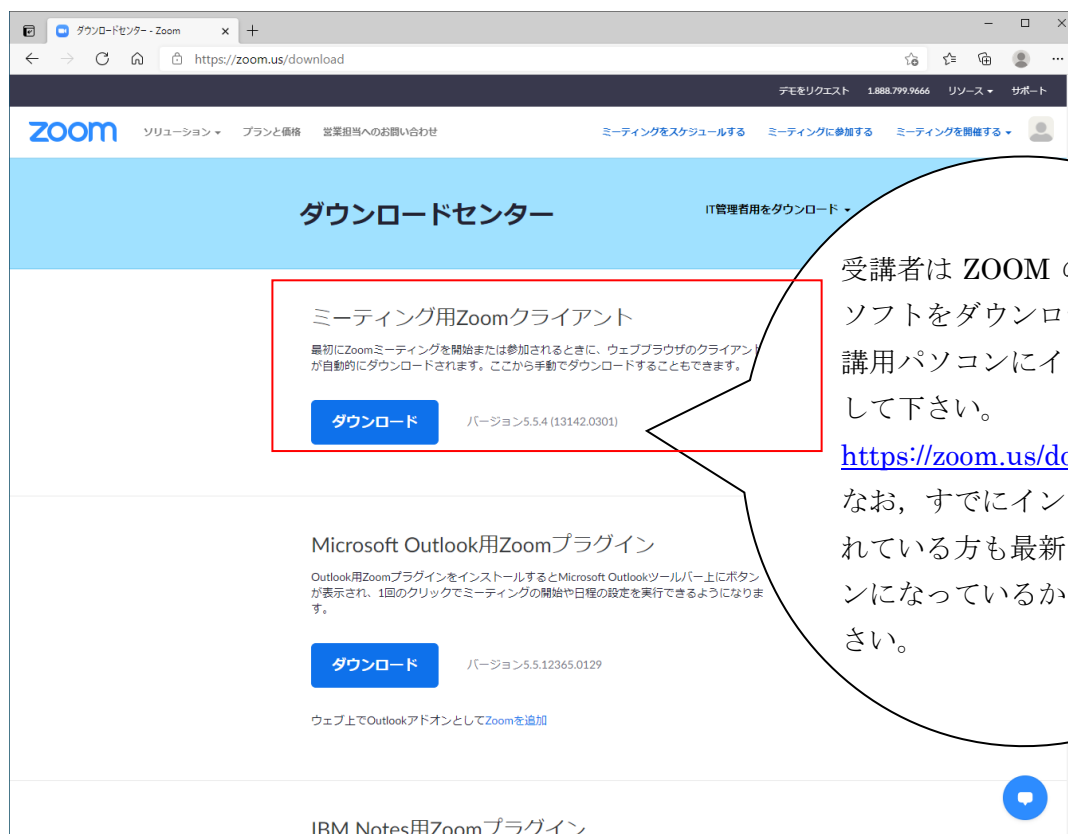 ダウンロードセンター - Zoom
https://zoom.us/download
デモをリクエスト 1.888.799.9666 リソース サポート
zoom ソリューション プランと価格 営業担当へのお問い合わせ ミーティングをスケジュールする ミーティングに参加する ミーティングを開催する
ダウンロードセンター
IT管理者用をダウンロード
ミーティング用Zoomクライアント
最初にZoomミーティングを開始または参加されるときに、ウェブブラウザのクライアント
が自動的にダウンロードされます。ここから手動でダウンロードすることもできます。
ダウンロード バージョン5.5.4 (13142.0301)
Microsoft Outlook用Zoomプラグイン
Outlook用ZoomプラグインをインストールするとMicrosoft Outlookツールバー上にボタン
が表示され、1回のクリックでミーティングの開始や日程の設定を実行できるようになりま
す。
ダウンロード バージョン5.5.12365.0129
ウェブ上でOutlookアドオンとしてZoomを追加
IBM Notes用Zoomプラグイン
受講者は ZOOM
ソフトをダウンロ
講用パソコンにイ
して下さい。
https://zoom.us/do
なお，すでにイン
れている方も最新
ンになっているか
さい。